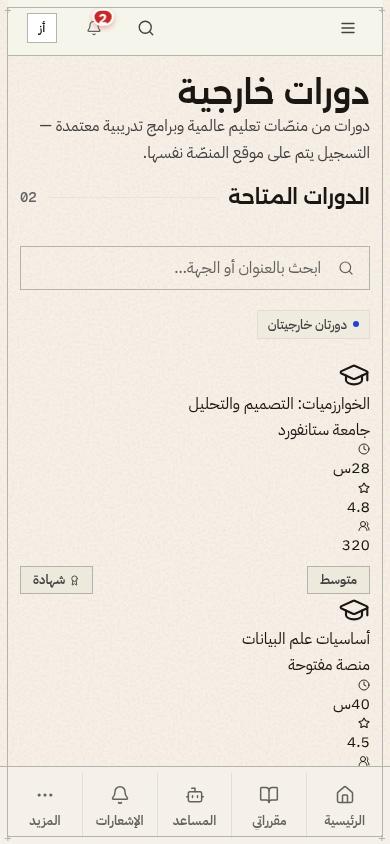 أز
2
دورات خارجية
دورات من منصّات تعليم عالمية وبرامج تدريبية معتمدة —
التسجيل يتم على موقع المنصّة نفسها.
الدورات المتاحة
02
ابحث بالعنوان أو الجهة...
دورتان خارجيتان
الخوارزميات: التصميم والتحليل
جامعة ستانفورد
28س
4.8
320
متوسط
شهادة
أساسيات علم البيانات
منصة مفتوحة
40س
4.5
الرئيسية
مقرراتي
المساعد
الإشعارات
المزيد